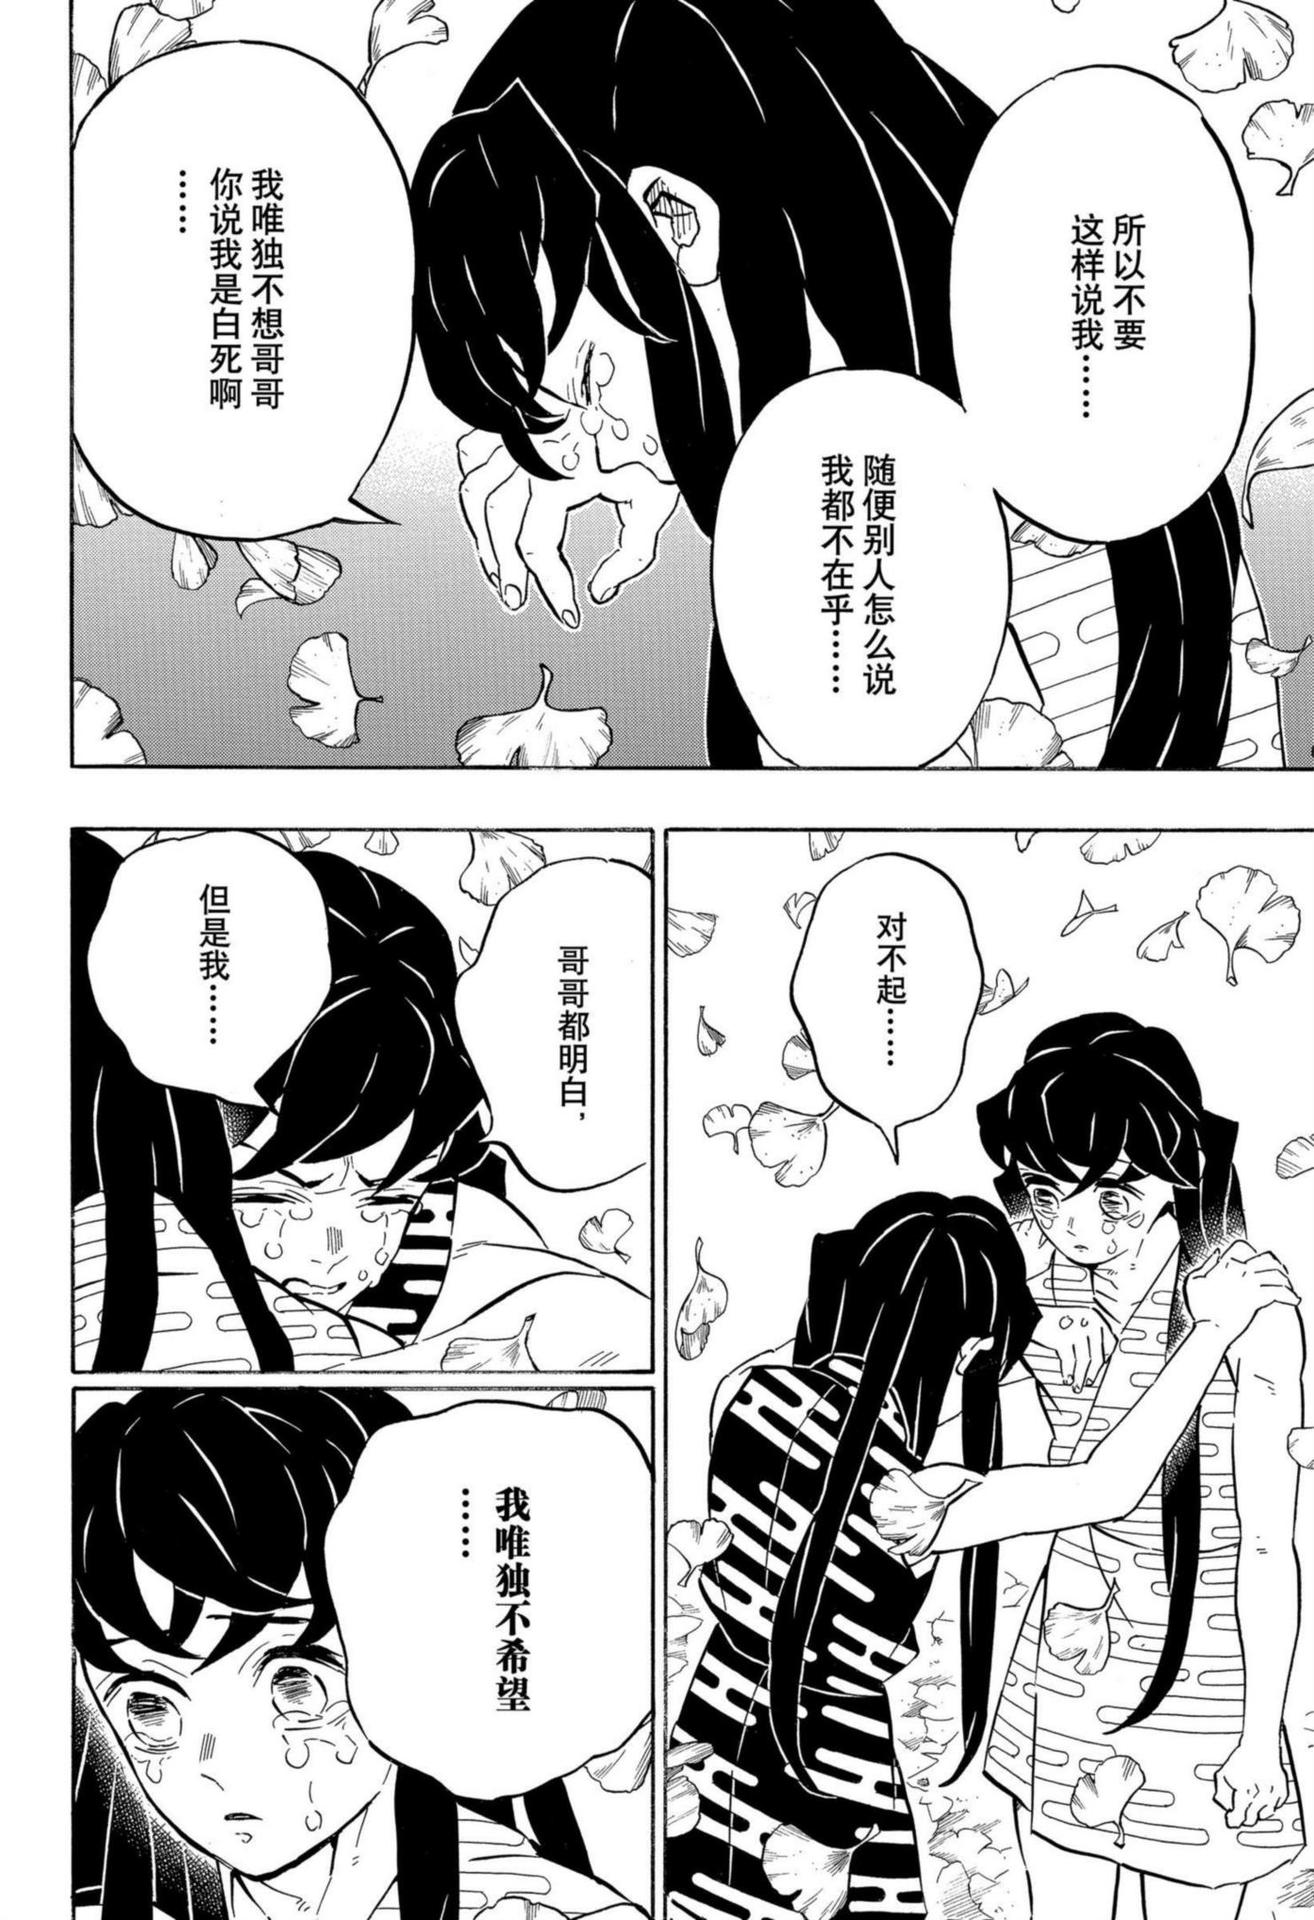 所以不要
这样说我……
随便别人怎么说
我都不在乎……
我唯独不想哥哥
你说我是白死啊
……
对不起……
哥哥都明白，
但是我……
我唯独不希望
……